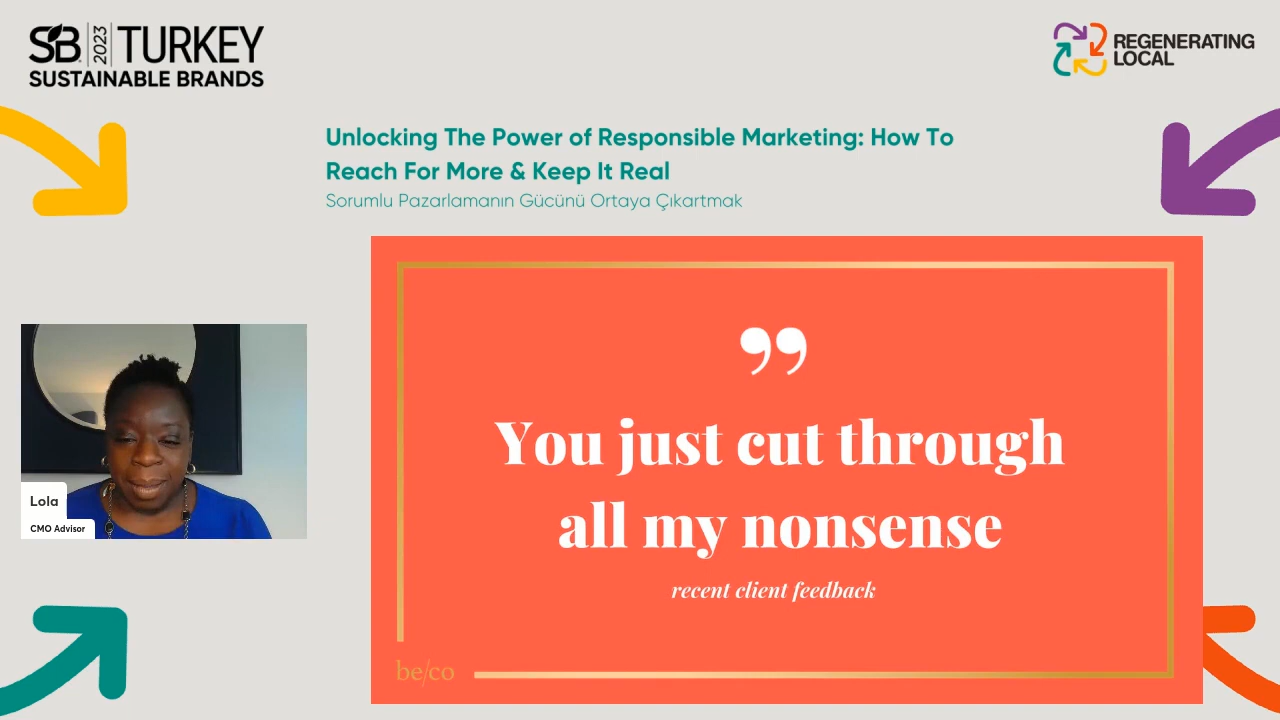 SB 2023 TURKEY
SUSTAINABLE BRANDS
REGENERATING
LOCAL
Unlocking The Power of Responsible Marketing: How To
Reach For More & Keep It Real
Sorumlu Pazarlamanın Gücünü Ortaya Çıkartmak
”
You just cut through
all my nonsense
recent client feedback
Lola
CMO Advisor
be/co